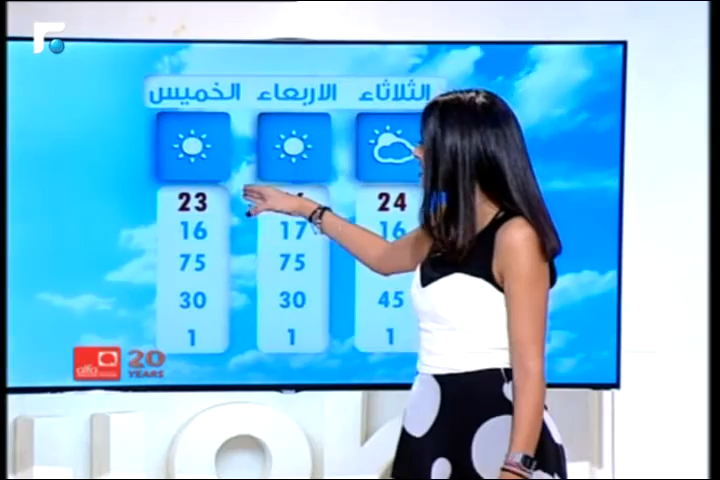 الثلاثاء الاربعاء الخميس
24 23
16 17 16
75 75
45 30 30
1 1 1
alfa 20
YEARS